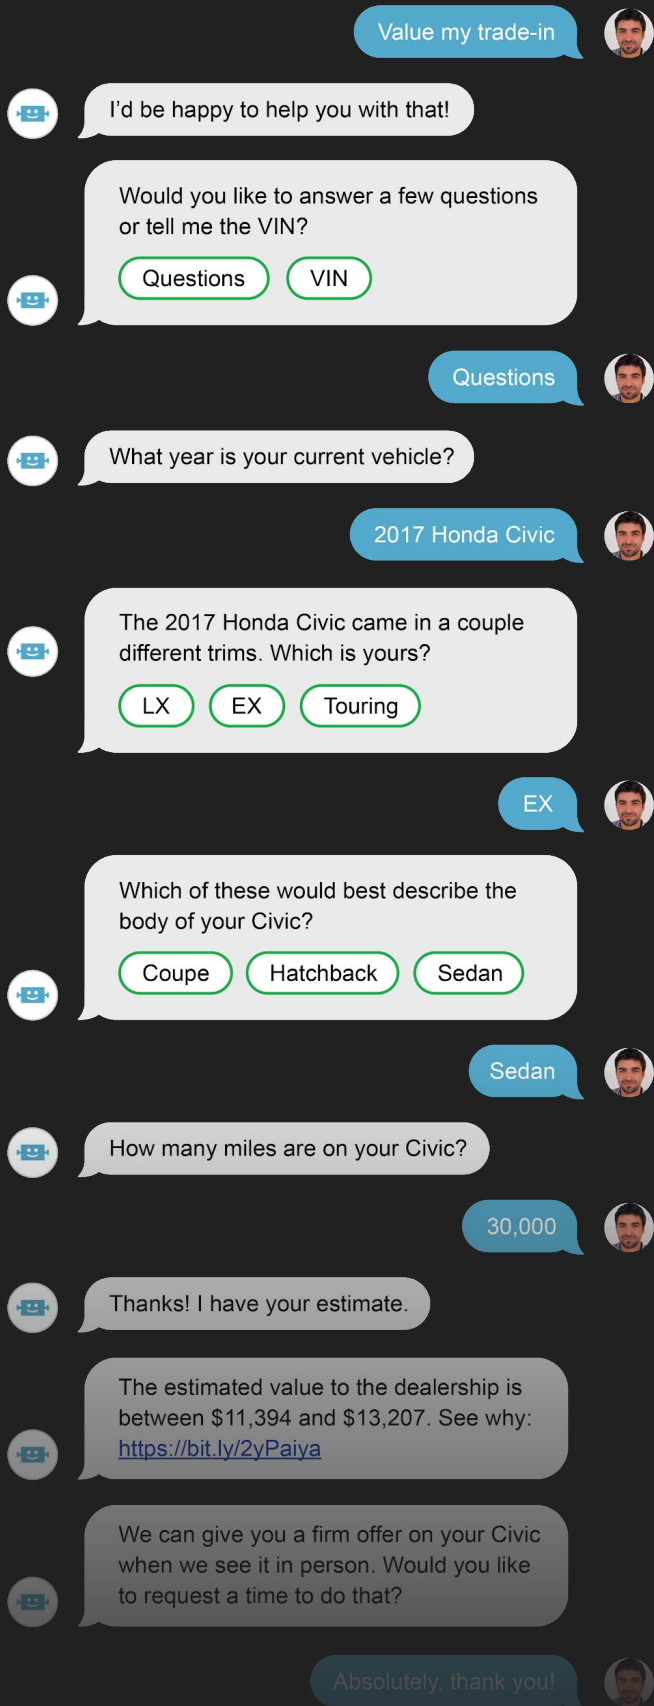 Value my trade-in
I'd be happy to help you with that!
Would you like to answer a few questions
or tell me the VIN?
Questions
VIN
Questions
What year is your current vehicle?
2017 Honda Civic
The 2017 Honda Civic came in a couple
different trims. Which is yours?
LX
EX
Touring
EX
Which of these would best describe the
body of your Civic?
Coupe
Hatchback
Sedan
Sedan
How many miles are on your Civic?
30,000
Thanks! I have your estimate.
The estimated value to the dealership is
between $11,394 and $13,207. See why:
https://bit.ly/2yPaiya
We can give you a firm offer on your Civic
when we see it in person. Would you like
to request a time to do that?
Absolutely, thank you!